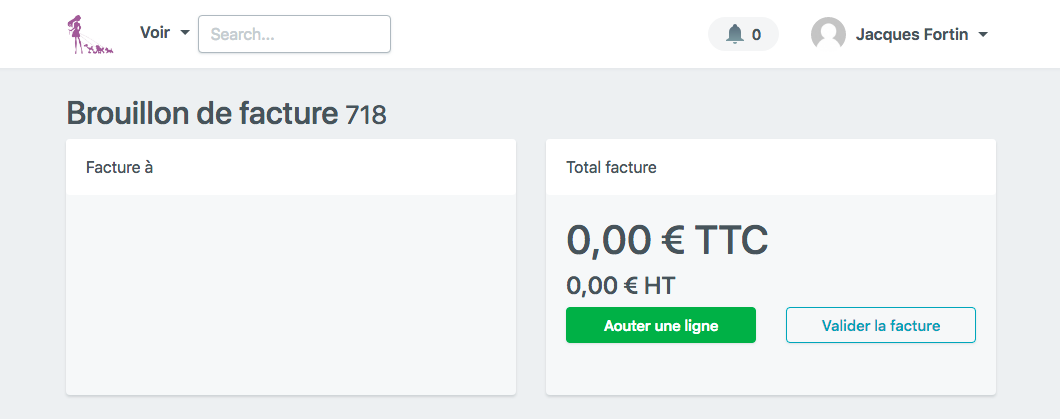 Voir
Search...
0
Jacques Fortin
Brouillon de facture 718
Facture à
Total facture
0,00 € TTC
0,00 € HT
Aouter une ligne
Valider la facture